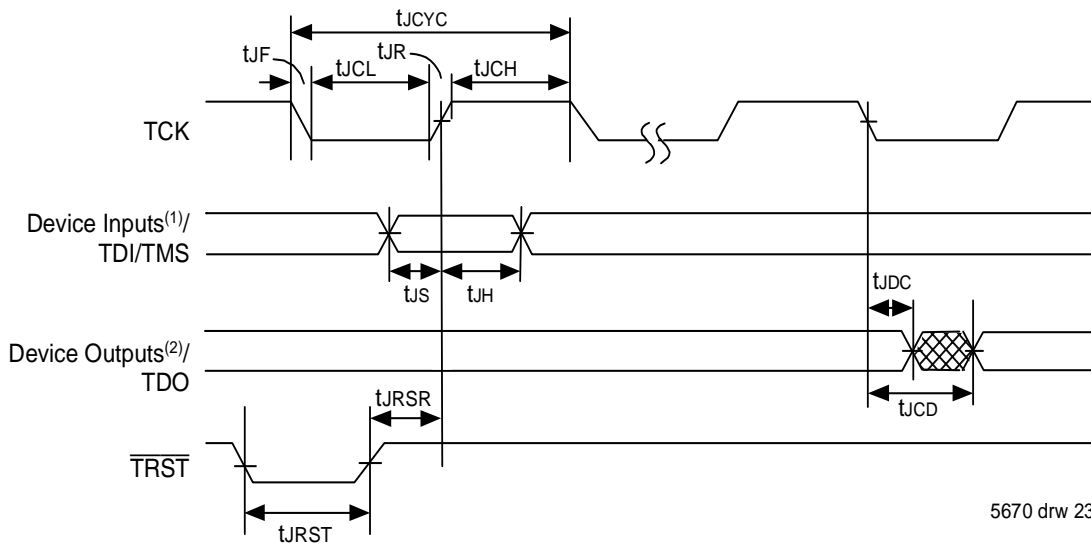 tJCYC
tJF
tJCL
tJR
tJCH
TCK
Device Inputs(1)/
TDI/TMS
tJS
tJH
tJDC
Device Outputs(2)/
TDO
tJCD
tJRSR
TRST
tJRST
5670 drw 23